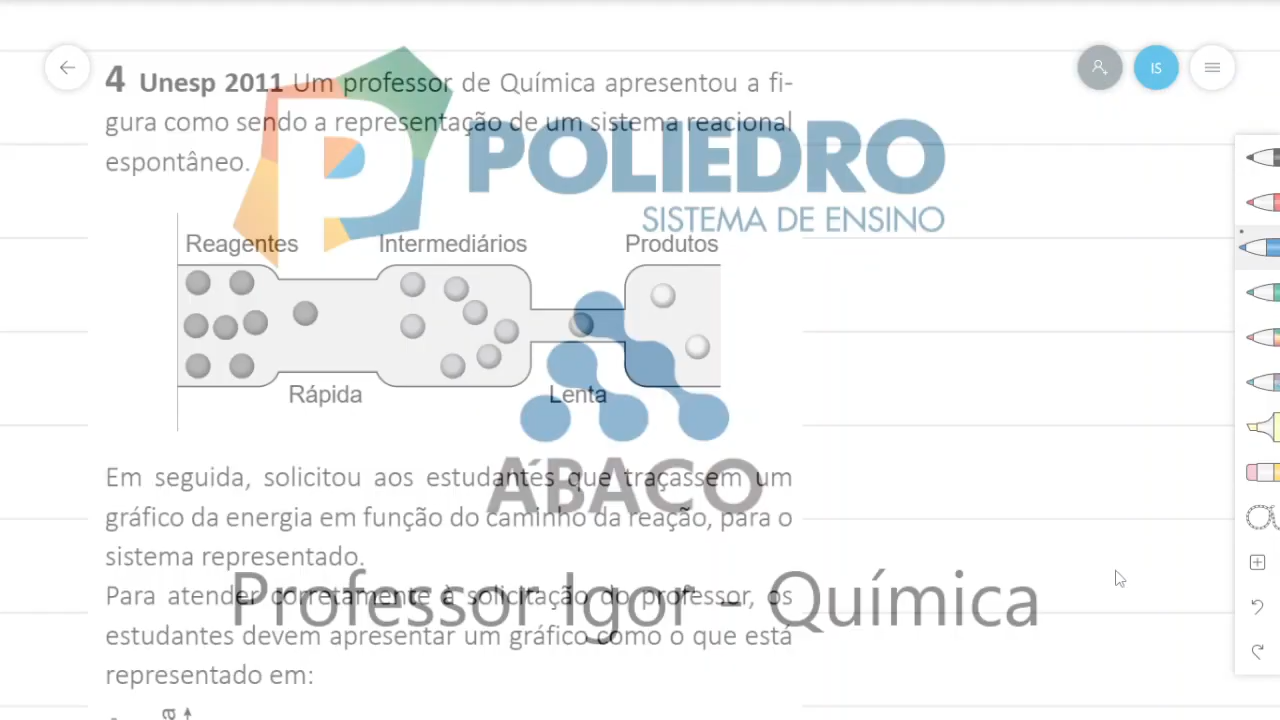 4 Unesp 2011 Um professor de Química apresentou a fi-
gura como sendo a representação de um sistema reacional
espontâneo.
POLIEDRO
SISTEMA DE ENSINO
IS
Reagentes Intermediários Produtos
Rápida Lenta
ÁBACO
Em seguida, solicitou aos estudantes que traçassem um
gráfico da energia em função do caminho da reação, para o
sistema representado.
Professor Igor - Química
Para atender corretamente à solicitação do professor, os
estudantes devem apresentar um gráfico como o que está
representado em: